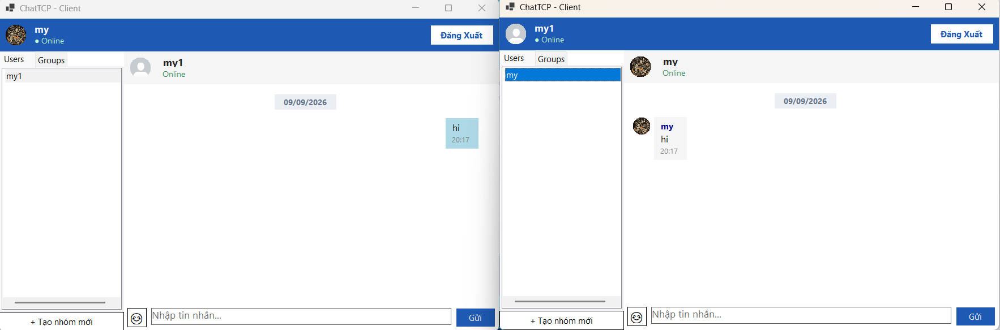 ChatTCP - Client
my
● Online
Đăng Xuất
Users Groups
my1
my1
Online
09/09/2026
hi
20:17
+ Tạo nhóm mới
Nhập tin nhắn...
Gửi
ChatTCP - Client
my1
● Online
Đăng Xuất
Users Groups
my
my
Online
09/09/2026
my
hi
20:17
+ Tạo nhóm mới
Nhập tin nhắn...
Gửi